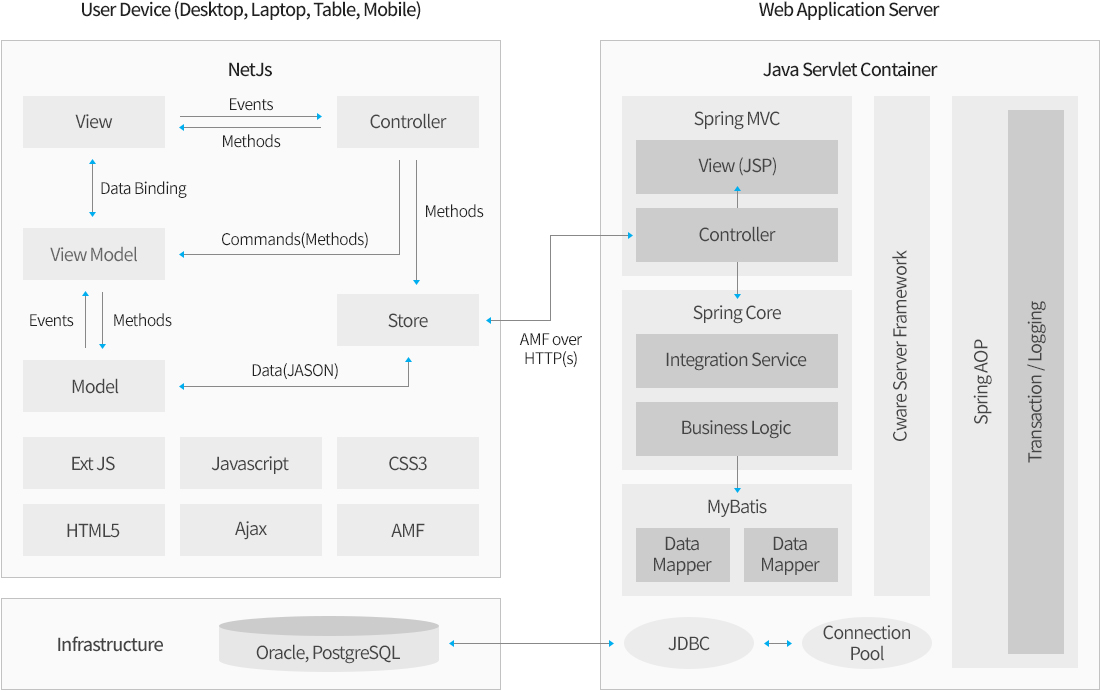 User Device (Desktop, Laptop, Table, Mobile)
NetJs
View
Events
Methods
Controller
Data Binding
Methods
Commands(Methods)
View Model
Events
Methods
Store
Data(JASON)
Model
Ext JS
Javascript
CSS3
HTML5
Ajax
AMF
AMF over
HTTP(s)
Infrastructure
Oracle, PostgreSQL
Web Application Server
Java Servlet Container
Spring MVC
View (JSP)
Controller
Spring Core
Integration Service
Business Logic
MyBatis
Data
Mapper
Data
Mapper
Cware Server Framework
Spring AOP
Transaction / Logging
JDBC
Connection
Pool